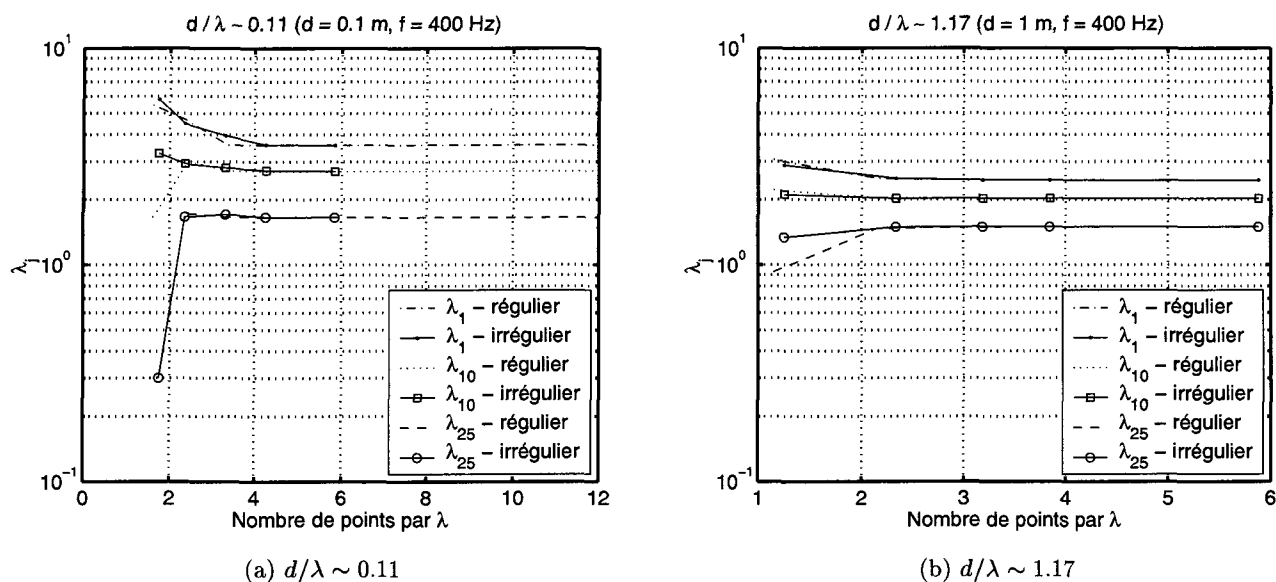 d / λ ~ 0.11 (d = 0.1 m, f = 400 Hz)
10^1
10^0
10^−1
λ_j
0 2 4 6 8 10 12
Nombre de points par λ
λ_1 – régulier
λ_1 – irrégulier
λ_10 – régulier
λ_10 – irrégulier
λ_25 – régulier
λ_25 – irrégulier
(a) d/λ ∼ 0.11
d / λ ~ 1.17 (d = 1 m, f = 400 Hz)
10^1
10^0
10^−1
λ_j
1 2 3 4 5 6
Nombre de points par λ
λ_1 – régulier
λ_1 – irrégulier
λ_10 – régulier
λ_10 – irrégulier
λ_25 – régulier
λ_25 – irrégulier
(b) d/λ ∼ 1.17